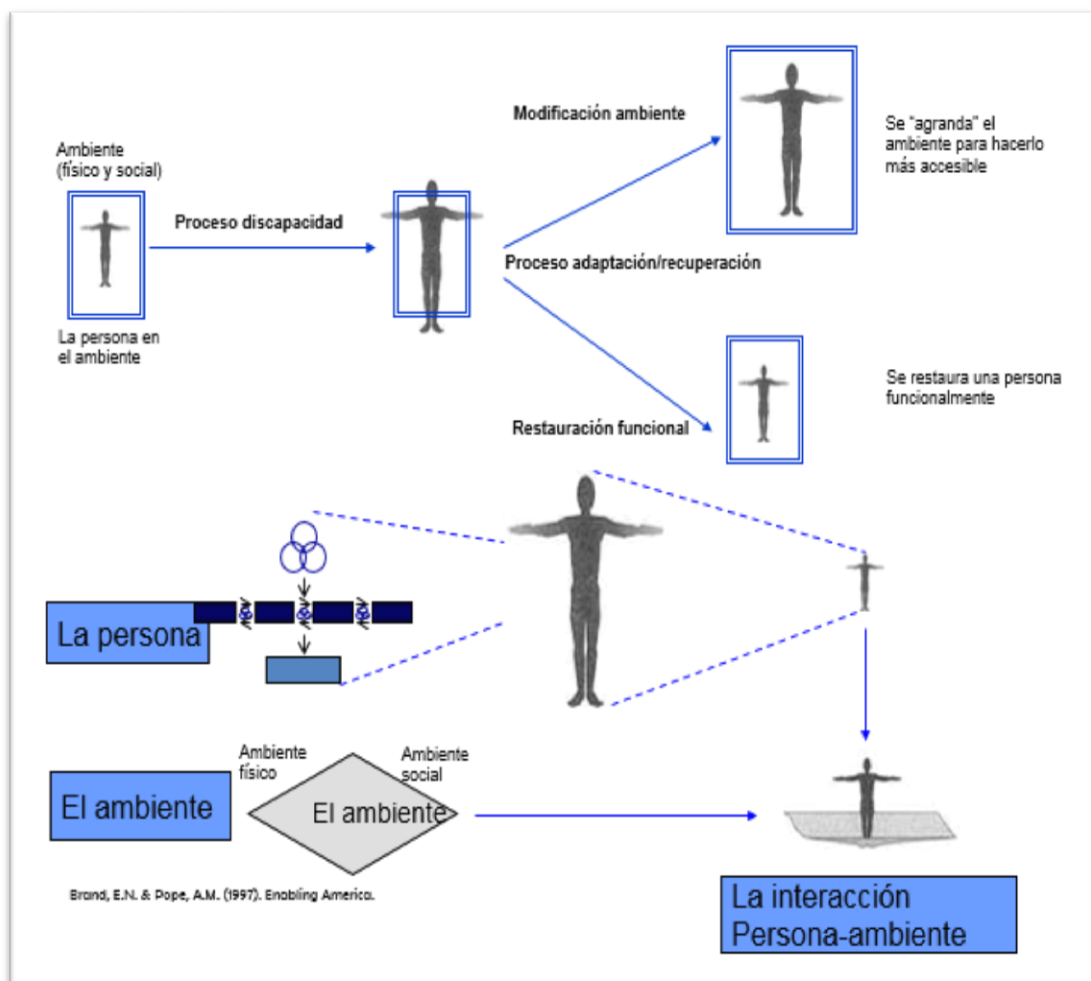 Modificación ambiente
Se "agranda" el
ambiente para hacerlo
más accesible
Ambiente
(físico y social)
Proceso discapacidad
Proceso adaptación/recuperación
La persona en
el ambiente
Se restaura una persona
funcionalmente
Restauración funcional
La persona
Ambiente
físico
Ambiente
social
El ambiente
El ambiente
Brand, E.N. & Pope, A.M. (1997). Enabling America.
La interacción
Persona-ambiente